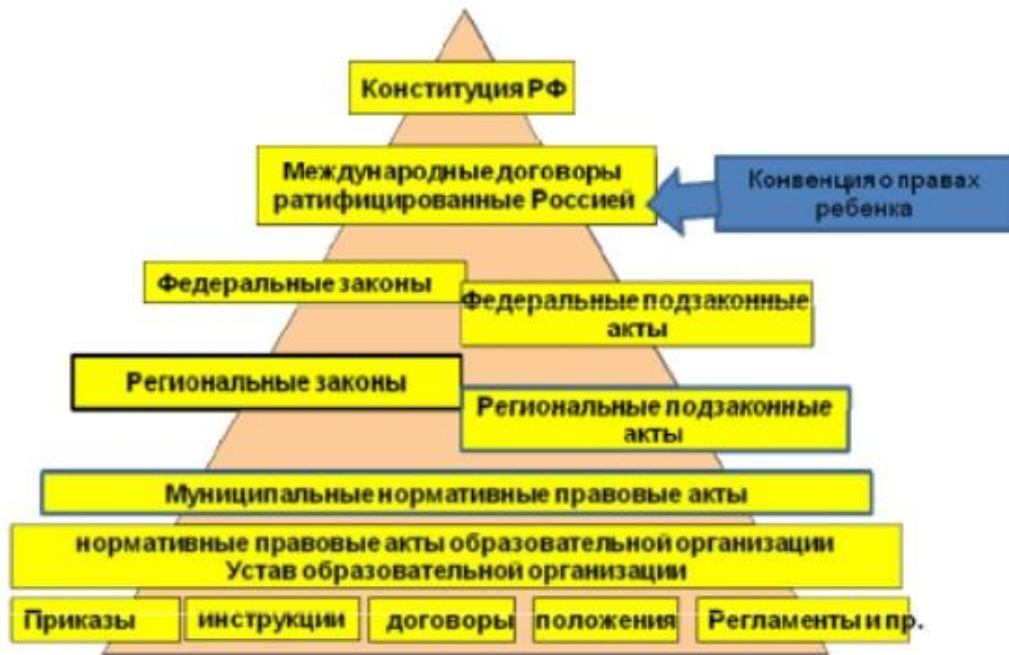 Конституция РФ
Международные договоры
ратифицированные Россией
Конвенция о правах
ребенка
Федеральные законы
Федеральные подзаконные
акты
Региональные законы
Региональные подзаконные
акты
Муниципальные нормативные правовые акты
нормативные правовые акты образовательной организации
Устав образовательной организации
Приказы
инструкции
договоры
положения
Регламенты и пр.